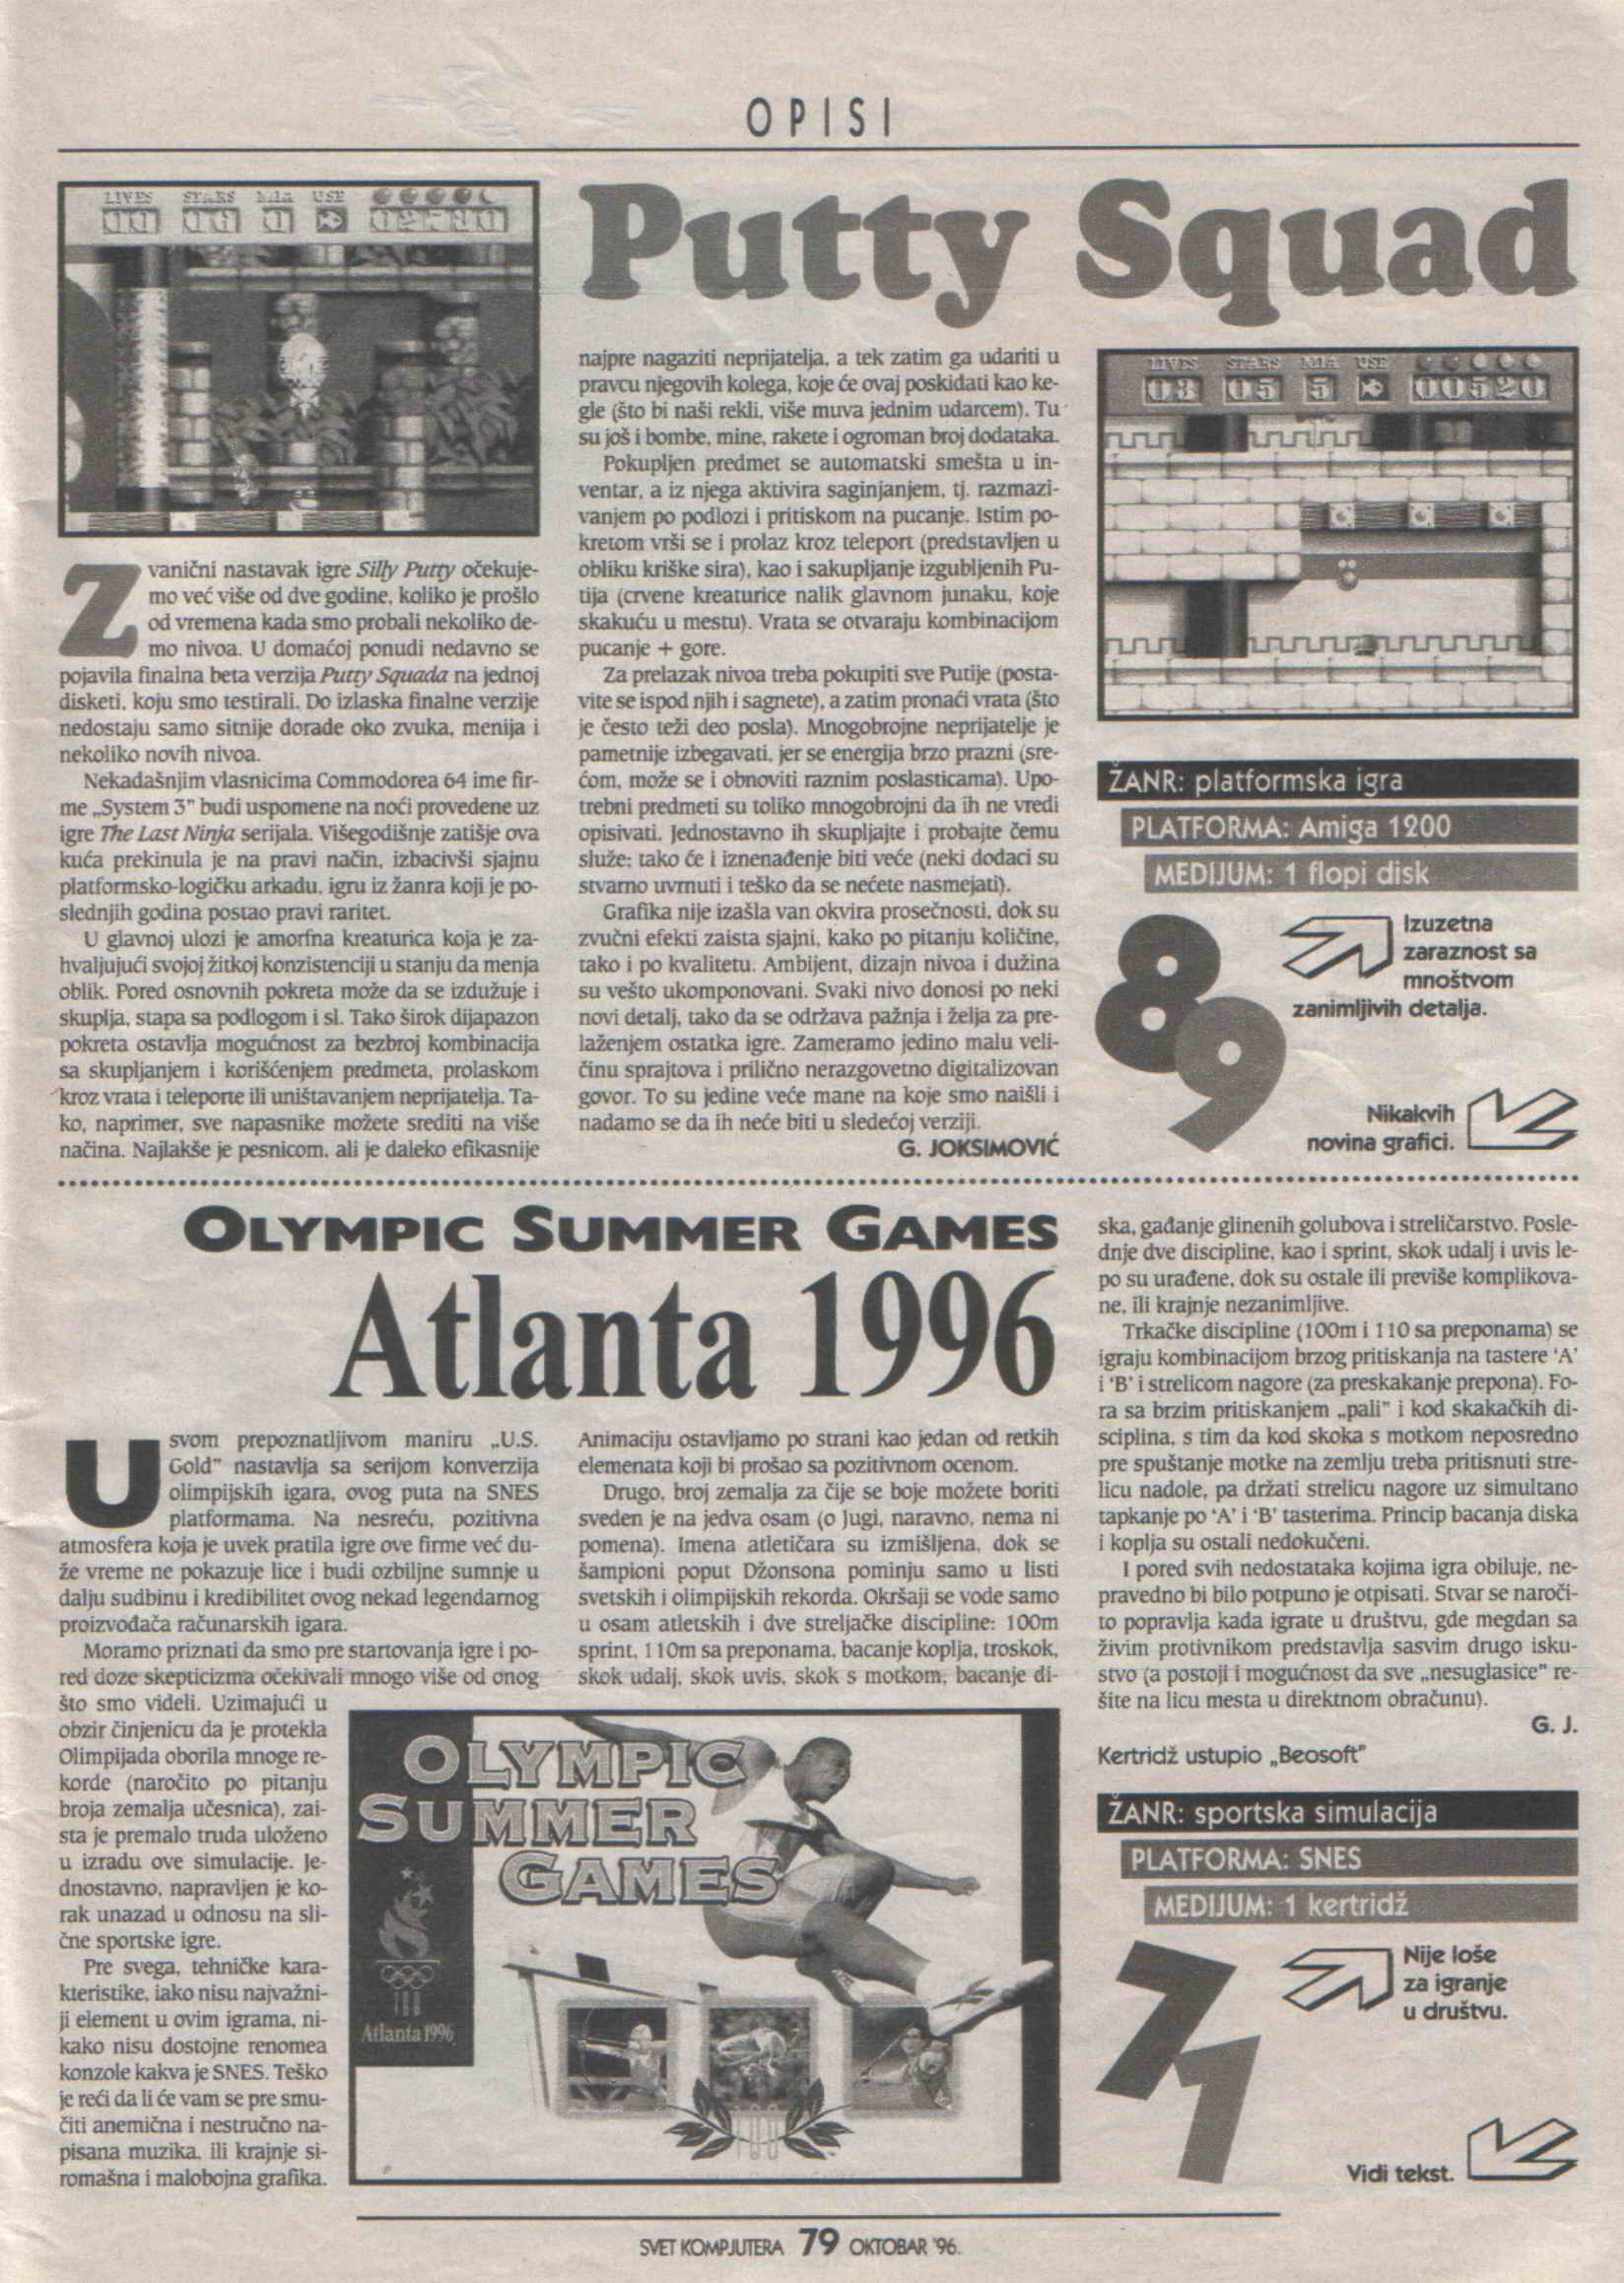 OPISI
Putty Squad
LIVES STARS MIA USE
LIVES STARS MIA USE
03 05 5 00520
Zvanični nastavak igre Silly Putty očekuje-
mo već više od dve godine, koliko je prošlo
od vremena kada smo probali nekoliko de-
mo nivoa. U domaćoj ponudi nedavno se
pojavila finalna beta verzija Putty Squada na jednoj
disketi, koju smo testirali. Do izlaska finalne verzije
nedostaju samo sitnije dorade oko zvuka, menija i
nekoliko novih nivoa.
Nekadašnjim vlasnicima Commodorea 64 ime fir-
me „System 3” budi uspomene na noći provedene uz
igre The Last Ninja serijala. Višegodišnje zatišje ova
kuća prekinula je na pravi način, izbacivši sjajnu
platformsko-logičku arkadu, igru iz žanra koji je po-
slednjih godina postao pravi raritet.
U glavnoj ulozi je amorfna kreaturica koja je za-
hvaljujući svojoj žitkoj konzistenciji u stanju da menja
oblik. Pored osnovnih pokreta može da se izdužuje i
skuplja, stapa sa podlogom i sl. Tako širok dijapazon
pokreta ostavlja mogućnost za bezbroj kombinacija
sa skupljanjem i korišćenjem predmeta, prolaskom
kroz vrata i teleporte ili uništavanjem neprijatelja. Ta-
ko, naprimer, sve napasnike možete srediti na više
načina. Najlakše je pesnicom, ali je daleko efikasnije
najpre nagaziti neprijatelja, a tek zatim ga udariti u
pravcu njegovih kolega, koje će ovaj poskidati kao ke-
gle (što bi naši rekli, više muva jednim udarcem). Tu
su još i bombe, mine, rakete i ogroman broj dodataka.
Pokupljen predmet se automatski smešta u in-
ventar, a iz njega aktivira saginjanjem, tj. razmazi-
vanjem po podlozi i pritiskom na pucanje. Istim po-
kretom vrši se i prolaz kroz teleport (predstavljen u
obliku kriške sira), kao i sakupljanje izgubljenih Pu-
tija (crvene kreaturice nalik glavnom junaku, koje
skakuću u mestu). Vrata se otvaraju kombinacijom
pucanje + gore.
Za prelazak nivoa treba pokupiti sve Putije (posta-
vite se ispod njih i sagnete), a zatim pronaći vrata (što
je često teži deo posla). Mnogobrojne neprijatelje je
pametnije izbegavati, jer se energija brzo prazni (sre-
ćom, može se i obnoviti raznim poslasticama). Upo-
trebni predmeti su toliko mnogobrojni da ih ne vredi
opisivati. Jednostavno ih skupljajte i probajte čemu
služe; tako će i iznenađenje biti veće (neki dodaci su
stvarno uvrnuti i teško da se nećete nasmejati).
Grafika nije izašla van okvira prosečnosti, dok su
zvučni efekti zaista sjajni, kako po pitanju količine,
tako i po kvalitetu. Ambijent, dizajn nivoa i dužina
su vešto ukomponovani. Svaki nivo donosi po neki
novi detalj, tako da se održava pažnja i želja za pre-
laženjem ostatka igre. Zameramo jedino malu veli-
činu sprajtova i prilično nerazgovetno digitalizovan
govor. To su jedine veće mane na koje smo naišli i
nadamo se da ih neće biti u sledećoj verziji.
G. JOKSIMOVIĆ
ŽANR: platformska igra
PLATFORMA: Amiga 1200
MEDIJUM: 1 flopi disk
89
Izuzetna
zaraznost sa
mnoštvom
zanimljivih detalja.
Nikakvih
novina grafici.
OLYMPIC SUMMER GAMES
Atlanta 1996
U svom prepoznatljivom maniru „U.S.
Gold” nastavlja sa serijom konverzija
olimpijskih igara, ovog puta na SNES
platformama. Na nesreću, pozitivna
atmosfera koja je uvek pratila igre ove firme već du-
že vreme ne pokazuje lice i budi ozbiljne sumnje u
dalju sudbinu i kredibilitet ovog nekad legendarnog
proizvođača računarskih igara.
Moramo priznati da smo pre startovanja igre i po-
red doze skepticizma očekivali mnogo više od onog
što smo videli. Uzimajući u
obzir činjenicu da je protekla
Olimpijada oborila mnoge re-
korde (naročito po pitanju
broja zemalja učesnica), zai-
sta je premalo truda uloženo
u izradu ove simulacije. Je-
dnostavno, napravljen je ko-
rak unazad u odnosu na sli-
čne sportske igre.
Pre svega, tehničke kara-
kteristike, iako nisu najvažni-
ji element u ovim igrama, ni-
kako nisu dostojne renomea
konzole kakva je SNES. Teško
je reći da li će vam se pre smu-
čiti anemična i nestručno na-
pisana muzika, ili krajnje si-
romašna i malobojna grafika.
Animaciju ostavljamo po strani kao jedan od retkih
elemenata koji bi prošao sa pozitivnom ocenom.
Drugo, broj zemalja za čije se boje možete boriti
sveden je na jedva osam (o Jugi, naravno, nema ni
pomena). Imena atletičara su izmišljena, dok se
šampioni poput Džonsona pominju samo u listi
svetskih i olimpijskih rekorda. Okršaji se vode samo
u osam atletskih i dve streljačke discipline: 100m
sprint, 110m sa preponama, bacanje koplja, troskok,
skok udalj, skok uvis, skok s motkom, bacanje di-
OLYMPIC
SUMMER
GAMES
Atlanta 1996
ska, gađanje glinenih golubova i streličarstvo. Posle-
dnje dve discipline, kao i sprint, skok udalj i uvis le-
po su urađene, dok su ostale ili previše komplikova-
ne, ili krajnje nezanimljive.
Trkačke discipline (100m i 110 sa preponama) se
igraju kombinacijom brzog pritiskanja na tastere ‘A’
i ‘B’ i strelicom nagore (za preskakanje prepona). Fo-
ra sa brzim pritiskanjem „pali” i kod skakačkih di-
sciplina, s tim da kod skoka s motkom neposredno
pre spuštanje motke na zemlju treba pritisnuti stre-
licu nadole, pa držati strelicu nagore uz simultano
tapkanje po ‘A’ i ‘B’ tasterima. Princip bacanja diska
i koplja su ostali nedokučeni.
I pored svih nedostataka kojima igra obiluje, ne-
pravedno bi bilo potpuno je otpisati. Stvar se naroči-
to popravlja kada igrate u društvu, gde megdan sa
živim protivnikom predstavlja sasvim drugo isku-
stvo (a postoji i mogućnost da sve „nesuglasice” re-
šite na licu mesta u direktnom obračunu).
G. J.
Kertridž ustupio „Beosoft”
ŽANR: sportska simulacija
PLATFORMA: SNES
MEDIJUM: 1 kertridž
71
Nije loše
za igranje
u društvu.
Vidi tekst.
SVET KOMPJUTERA 79 OKTOBAR '96.